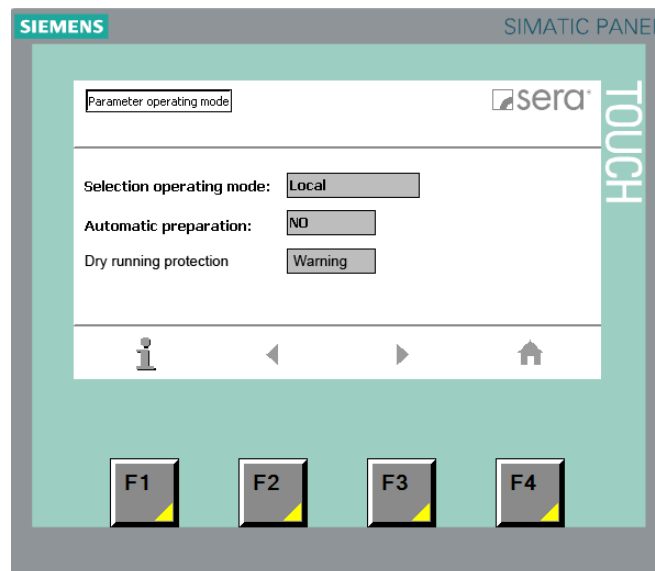 SIEMENS
SIMATIC PANEL
TOUCH
Parameter operating mode
sera
Selection operating mode: Local
Automatic preparation: NO
Dry running protection Warning
F1 F2 F3 F4